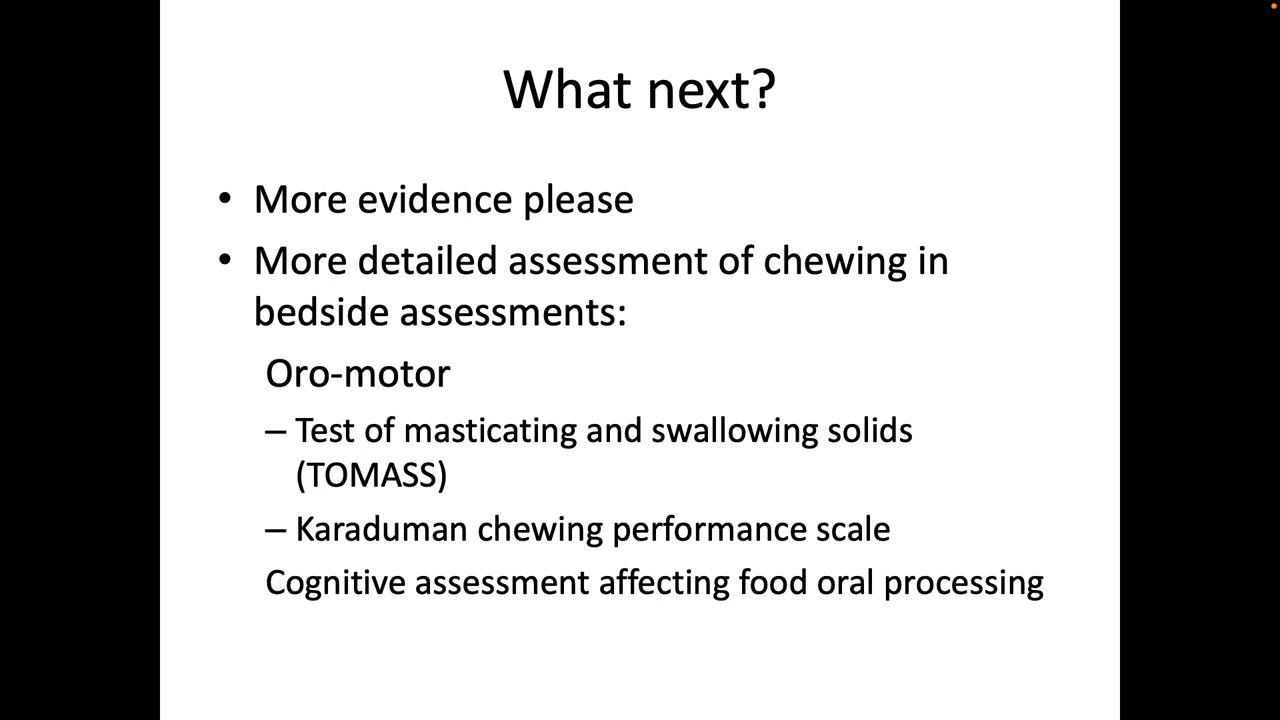 What next?
• More evidence please
• More detailed assessment of chewing in
bedside assessments:
Oro-motor
– Test of masticating and swallowing solids
(TOMASS)
– Karaduman chewing performance scale
Cognitive assessment affecting food oral processing